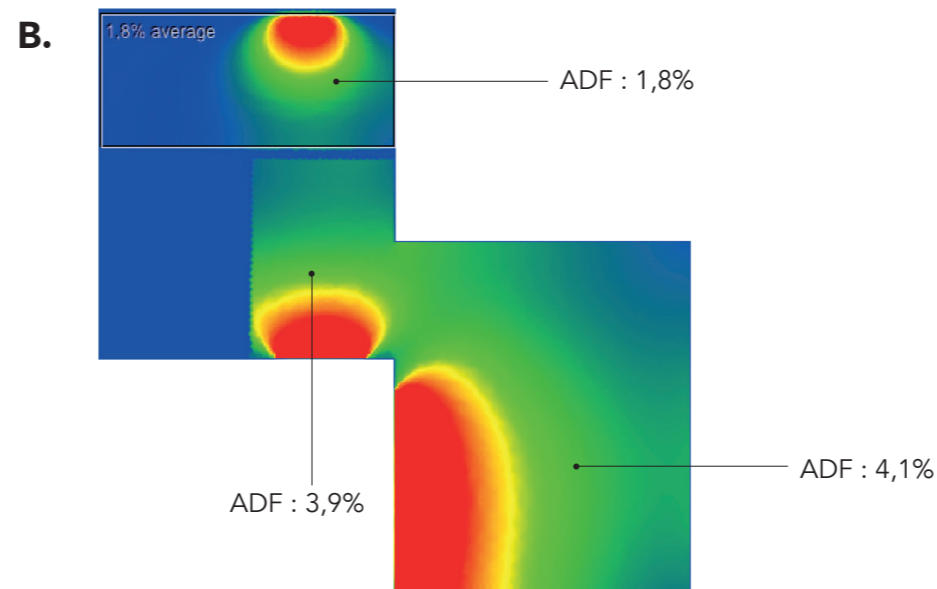 B.
1,8% average
ADF : 1,8%
ADF : 3,9%
ADF : 4,1%